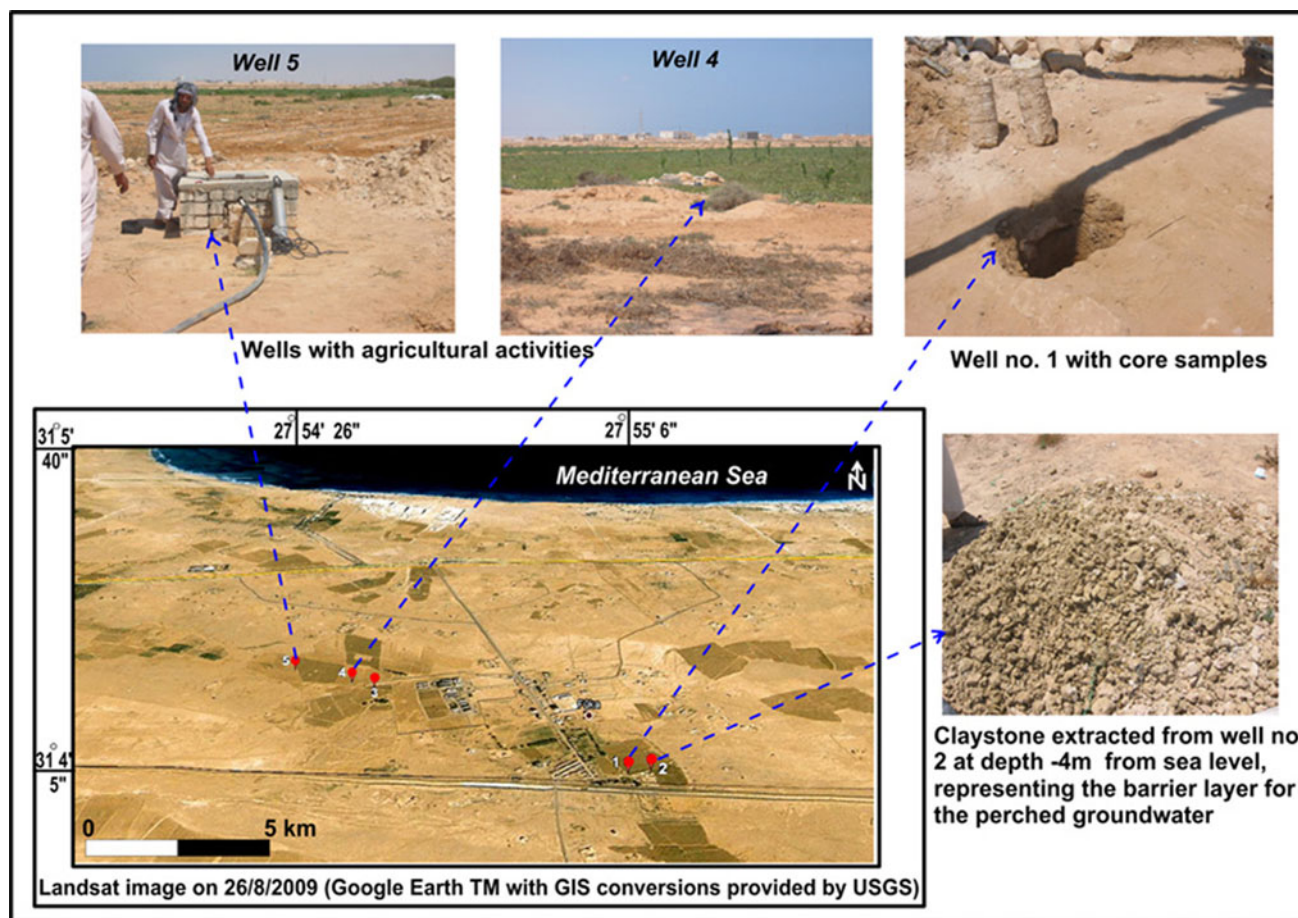 Well 5
Well 4
Wells with agricultural activities
Well no. 1 with core samples
27° 54' 26"
27° 55' 6"
31° 5'
40"
Mediterranean Sea
N
5
4
3
1
2
31° 4'
5"
0
5 km
Landsat image on 26/8/2009 (Google Earth TM with GIS conversions provided by USGS)
Claystone extracted from well no
2 at depth -4m from sea level,
representing the barrier layer for
the perched groundwater